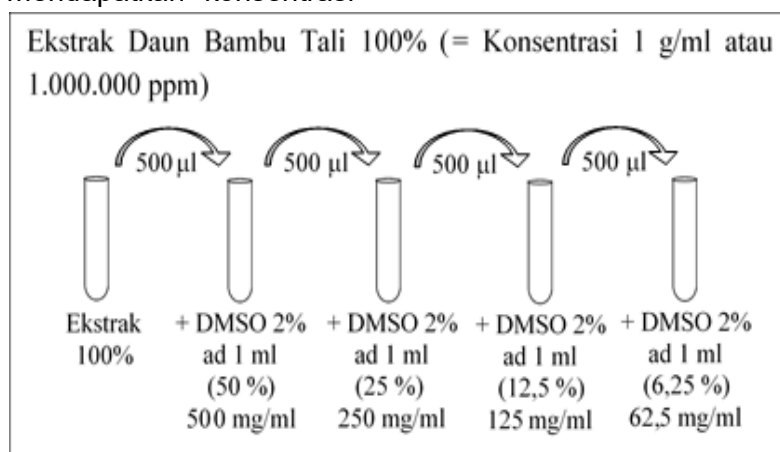 mendapatkan konsentrasi
Ekstrak Daun Bambu Tali 100% (= Konsentrasi 1 g/ml atau
1.000.000 ppm)
500 µl 500 µl 500 µl 500 µl
Ekstrak + DMSO 2% + DMSO 2% + DMSO 2% + DMSO 2%
100% ad 1 ml ad 1 ml ad 1 ml ad 1 ml
(50 %) (25 %) (12,5 %) (6,25 %)
500 mg/ml 250 mg/ml 125 mg/ml 62,5 mg/ml